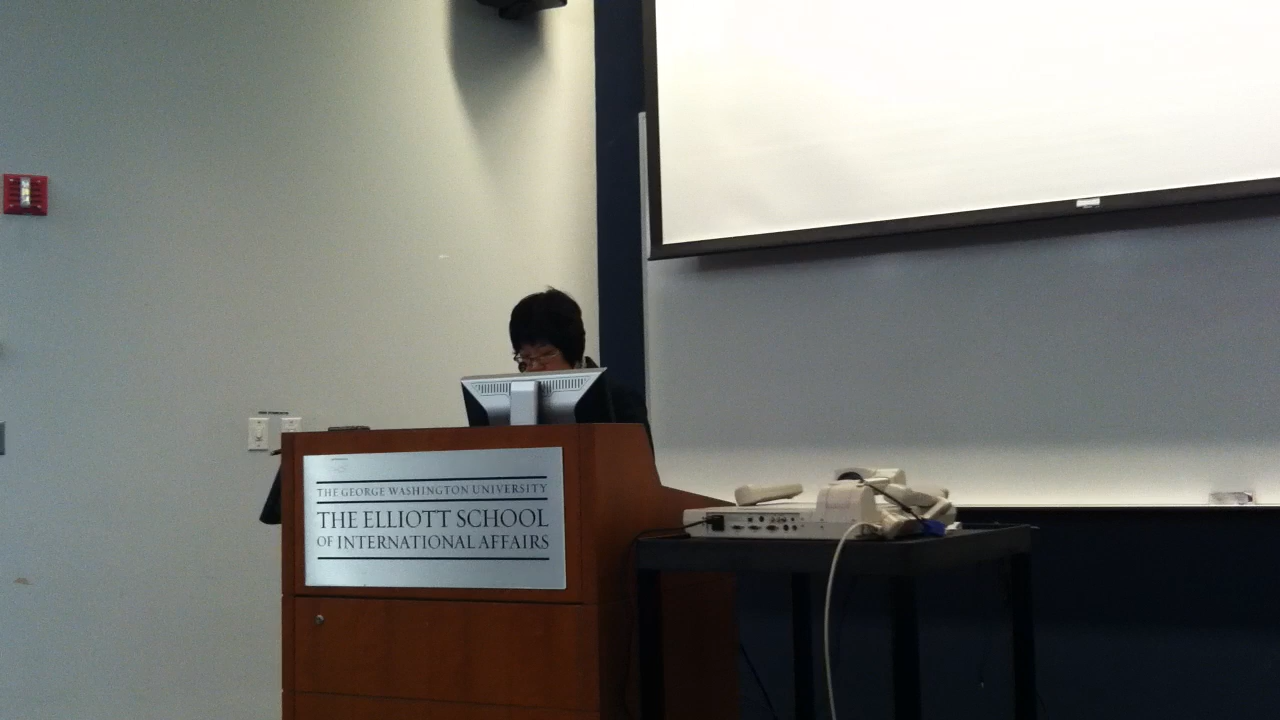 THE GEORGE WASHINGTON UNIVERSITY
THE ELLIOTT SCHOOL
OF INTERNATIONAL AFFAIRS